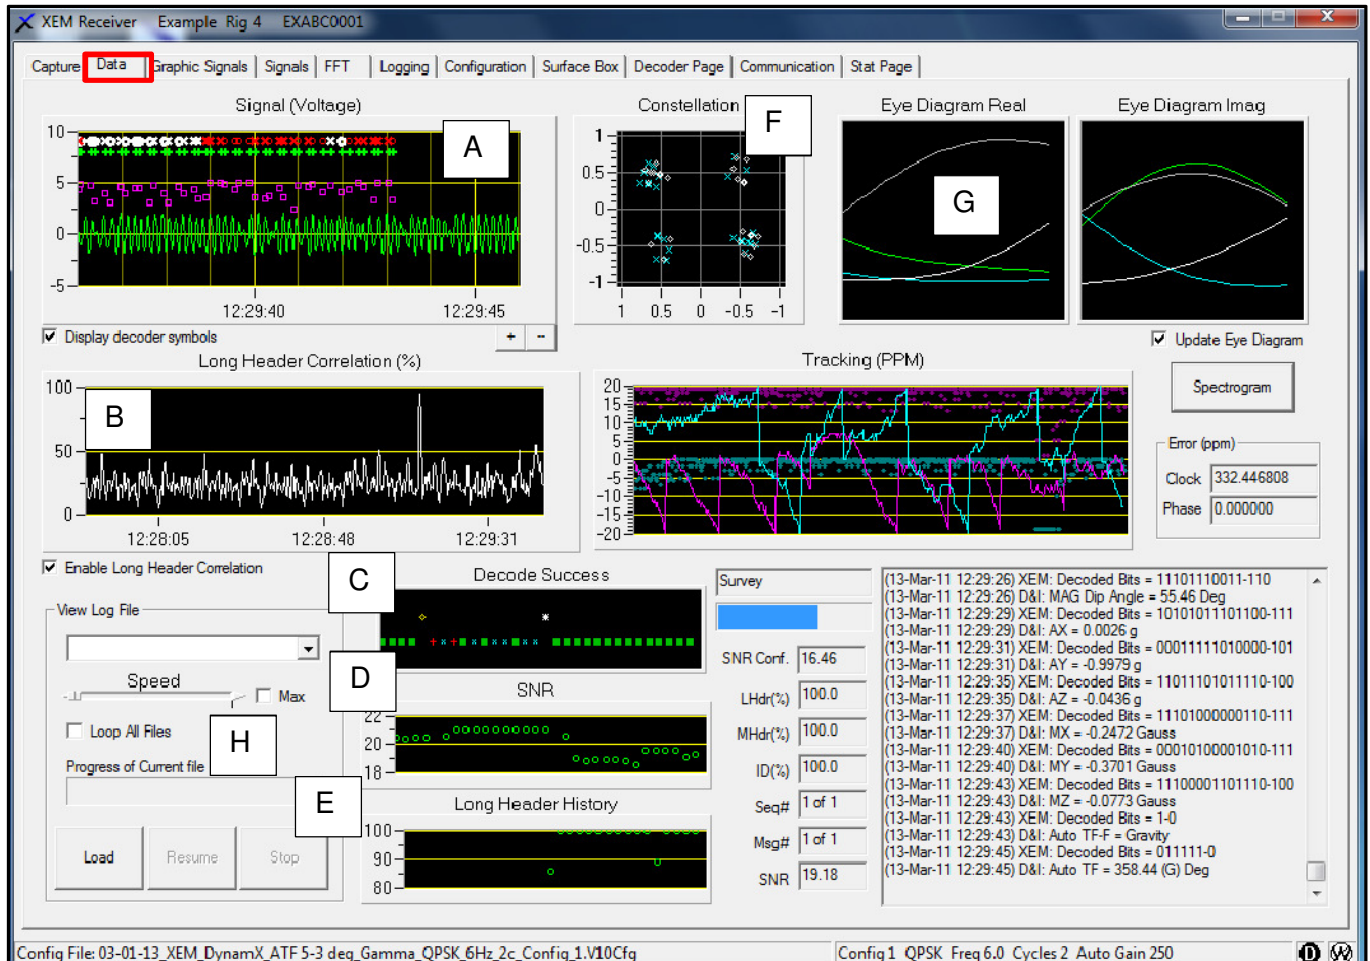 XEM Receiver Example Rig 4 EXABC0001
Capture Data Graphic Signals Signals FFT Logging Configuration Surface Box Decoder Page Communication Stat Page
Signal (Voltage)
A
10
5
0
-5
12:29:40 12:29:45
Display decoder symbols
+ --
Constellation
F
1
0.5
0
-0.5
-1
1 0.5 0 -0.5 -1
Eye Diagram Real
G
Eye Diagram Imag
Update Eye Diagram
Long Header Correlation (%)
B
100
50
0
12:28:05 12:28:48 12:29:31
Enable Long Header Correlation
Tracking (PPM)
20
15
10
5
0
-5
-10
-15
-20
Spectrogram
Error (ppm)
Clock 332.446808
Phase 0.000000
View Log File
Speed
Max
Loop All Files
H
Progress of Current file
Load Resume Stop
C
Decode Success
D
SNR
22
20
18
E
Long Header History
100
90
80
Survey
SNR Conf. 16.46
LHdr(%) 100.0
MHdr(%) 100.0
ID(%) 100.0
Seq# 1 of 1
Msg# 1 of 1
SNR 19.18
(13-Mar-11 12:29:26) XEM: Decoded Bits = 11101110011-110
(13-Mar-11 12:29:26) D&I: MAG Dip Angle = 55.46 Deg
(13-Mar-11 12:29:29) XEM: Decoded Bits = 10101011101100-111
(13-Mar-11 12:29:29) D&I: AX = 0.0026 g
(13-Mar-11 12:29:31) XEM: Decoded Bits = 00011111010000-101
(13-Mar-11 12:29:31) D&I: AY = -0.9979 g
(13-Mar-11 12:29:35) XEM: Decoded Bits = 11011101011110-100
(13-Mar-11 12:29:35) D&I: AZ = -0.0436 g
(13-Mar-11 12:29:37) XEM: Decoded Bits = 11101000000110-111
(13-Mar-11 12:29:37) D&I: MX = -0.2472 Gauss
(13-Mar-11 12:29:40) XEM: Decoded Bits = 00010100001010-111
(13-Mar-11 12:29:40) D&I: MY = -0.3701 Gauss
(13-Mar-11 12:29:43) XEM: Decoded Bits = 11100001101110-100
(13-Mar-11 12:29:43) D&I: MZ = -0.0773 Gauss
(13-Mar-11 12:29:43) XEM: Decoded Bits = 1-0
(13-Mar-11 12:29:43) D&I: Auto TF-F = Gravity
(13-Mar-11 12:29:45) XEM: Decoded Bits = 011111-0
(13-Mar-11 12:29:45) D&I: Auto TF = 358.44 (G) Deg
Config File: 03-01-13_XEM_DynamX_ATF 5-3 deg_Gamma_QPSK_6Hz_2c_Config_1.V10Cfg
Config 1 QPSK Freq 6.0 Cycles 2 Auto Gain 250
D W